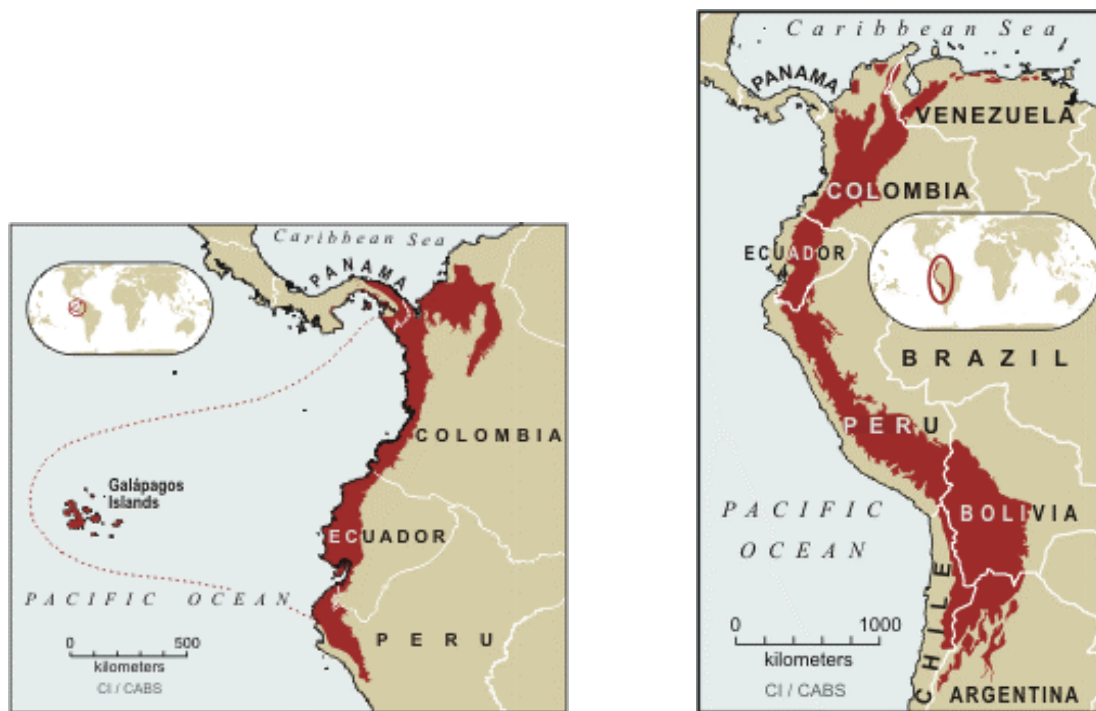 Caribbean Sea
PANAMA
COLOMBIA
Galápagos
Islands
ECUADOR
PACIFIC OCEAN
PERU
0 500
kilometers
CI / CABS
Caribbean Sea
PANAMA
VENEZUELA
COLOMBIA
ECUADOR
BRAZIL
PERU
PACIFIC
OCEAN
BOLIVIA
CHILE
0 1000
kilometers
CI / CABS
ARGENTINA